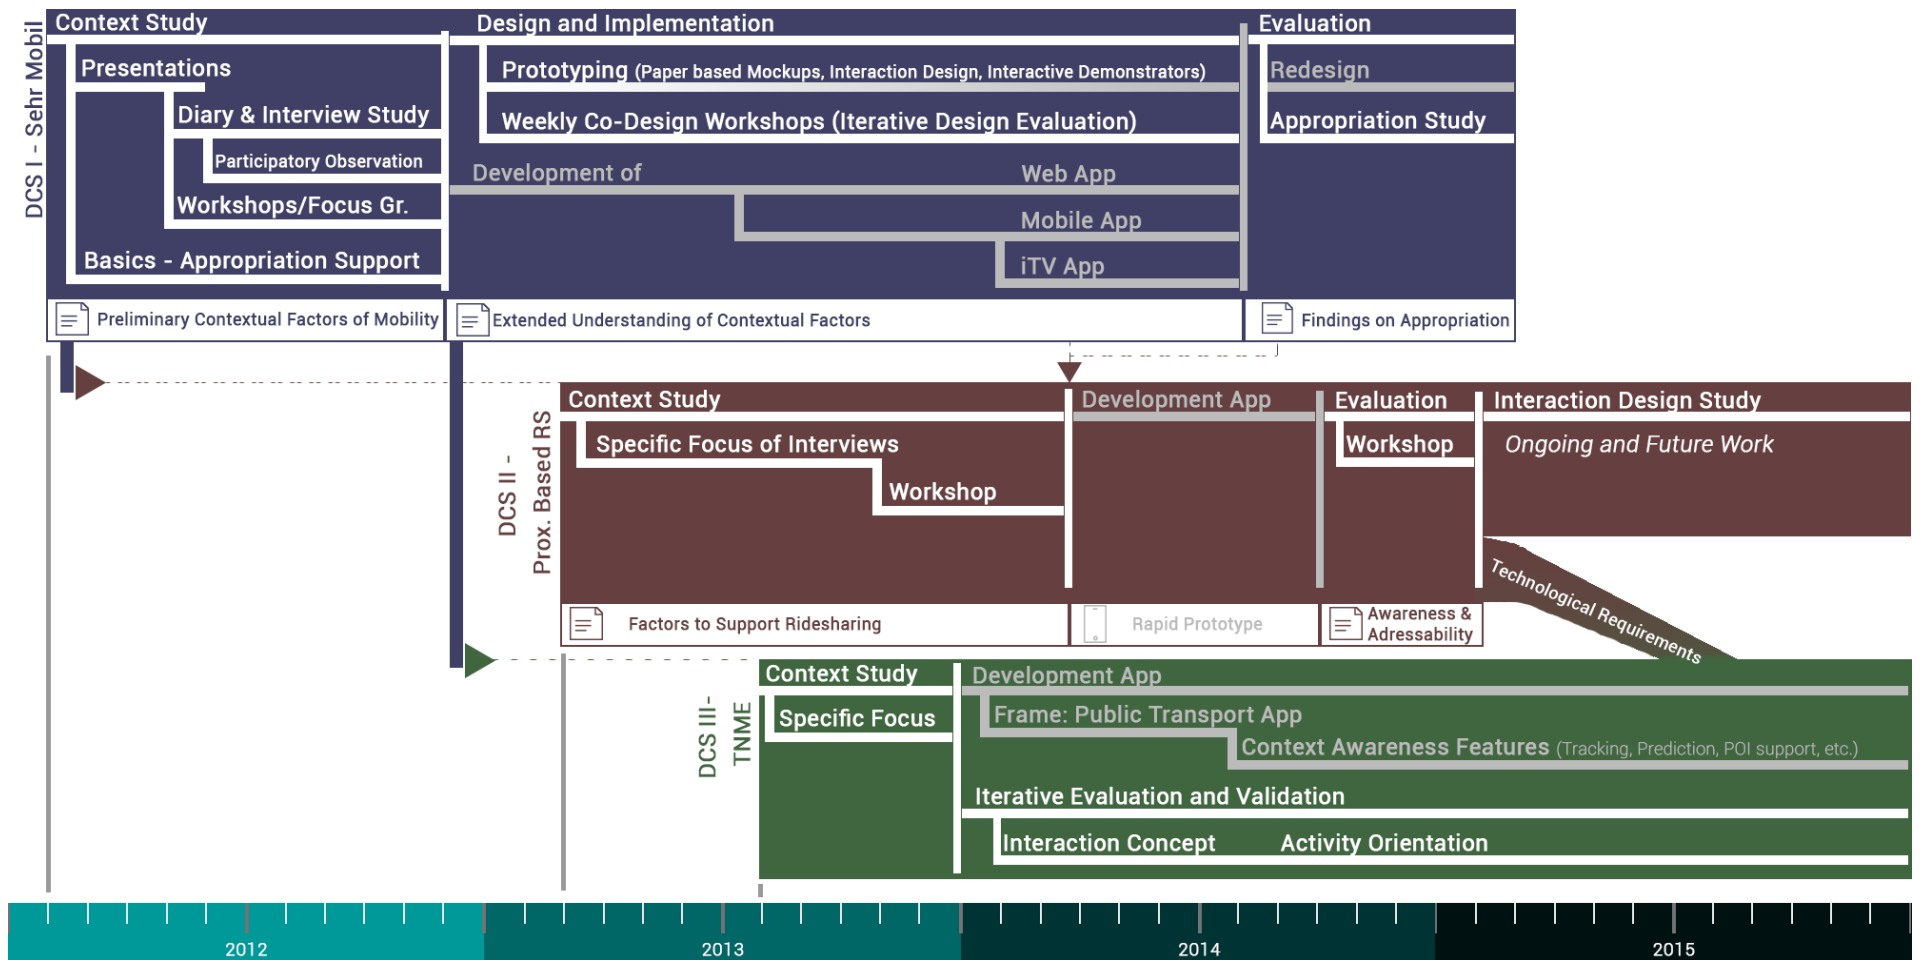 DCS I - Sehr Mobil
Context Study
Presentations
Diary & Interview Study
Participatory Observation
Workshops/Focus Gr.
Basics - Appropriation Support
Design and Implementation
Prototyping (Paper based Mockups, Interaction Design, Interactive Demonstrators)
Weekly Co-Design Workshops (Iterative Design Evaluation)
Development of
Web App
Mobile App
iTV App
Evaluation
Redesign
Appropriation Study
Preliminary Contextual Factors of Mobility
Extended Understanding of Contextual Factors
Findings on Appropriation
DCS II -
Prox. Based RS
Context Study
Specific Focus of Interviews
Workshop
Development App
Evaluation
Workshop
Interaction Design Study
Ongoing and Future Work
Factors to Support Ridesharing
Rapid Prototype
Awareness &
Adressability
Technological Requirements
DCS III-
TNME
Context Study
Specific Focus
Development App
Frame: Public Transport App
Context Awareness Features (Tracking, Prediction, POI support, etc.)
Iterative Evaluation and Validation
Interaction Concept
Activity Orientation
2012
2013
2014
2015